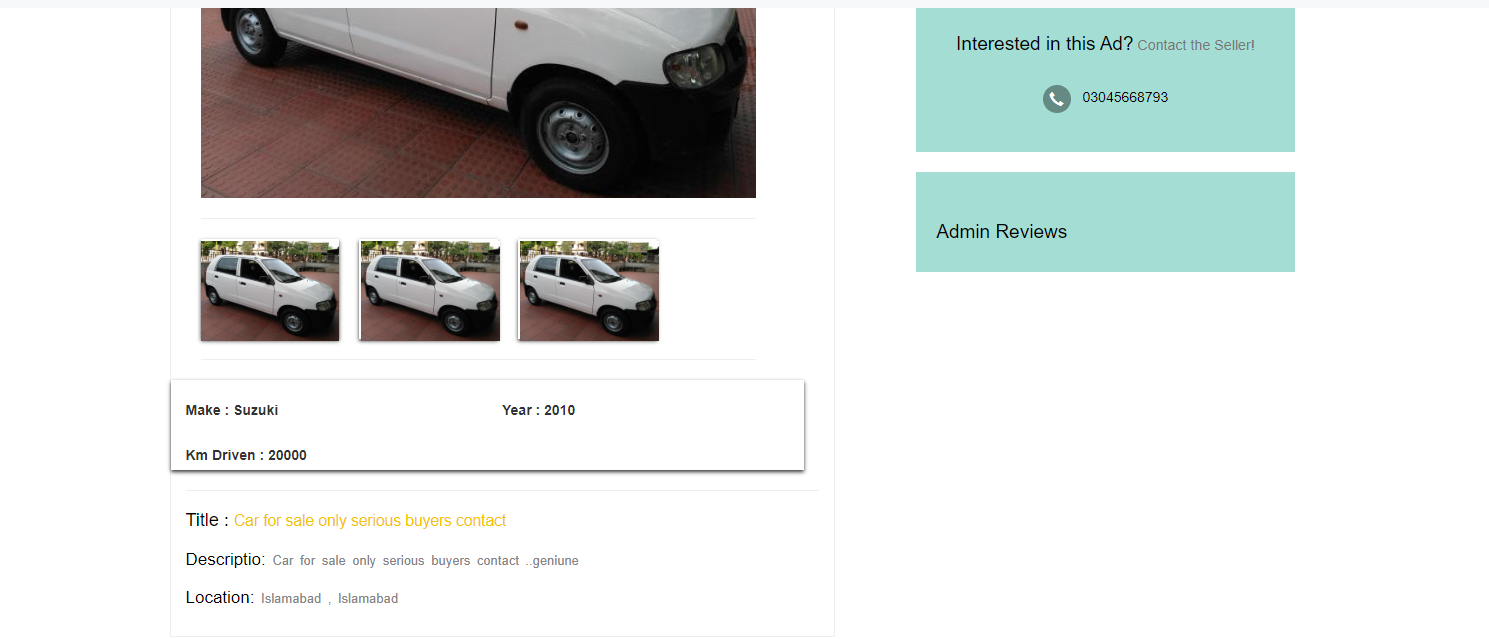 Interested in this Ad? Contact the Seller!
03045668793
Admin Reviews
Make : Suzuki
Year : 2010
Km Driven : 20000
Title : Car for sale only serious buyers contact
Descriptio: Car for sale only serious buyers contact ..geniune
Location: Islamabad , Islamabad